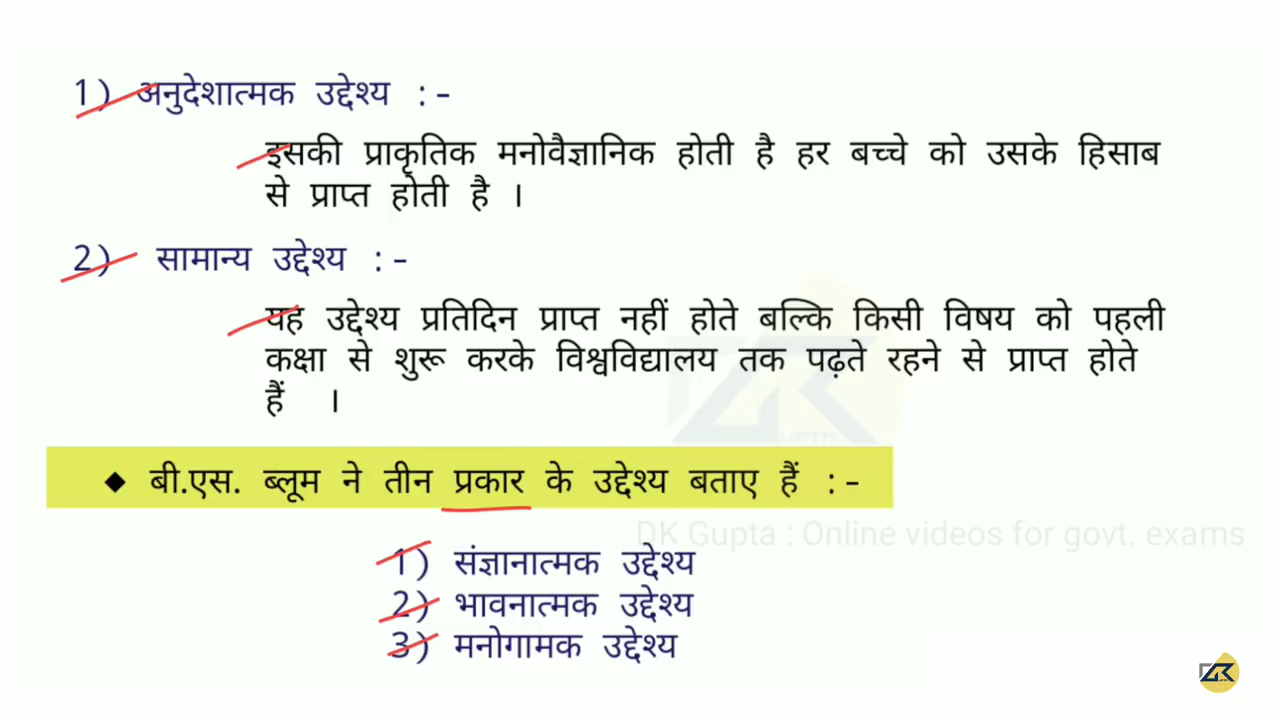 1) अनुदेशात्मक उद्देश्य :-
इसकी प्राकृतिक मनोवैज्ञानिक होती है हर बच्चे को उसके हिसाब
से प्राप्त होती है ।
2) सामान्य उद्देश्य :-
यह उद्देश्य प्रतिदिन प्राप्त नहीं होते बल्कि किसी विषय को पहली
कक्षा से शुरू करके विश्वविद्यालय तक पढ़ते रहने से प्राप्त होते
हैं ।
◆ बी.एस. ब्लूम ने तीन प्रकार के उद्देश्य बताए हैं :-
DK Gupta : Online videos for govt. exams
1) संज्ञानात्मक उद्देश्य
2) भावनात्मक उद्देश्य
3) मनोगामक उद्देश्य